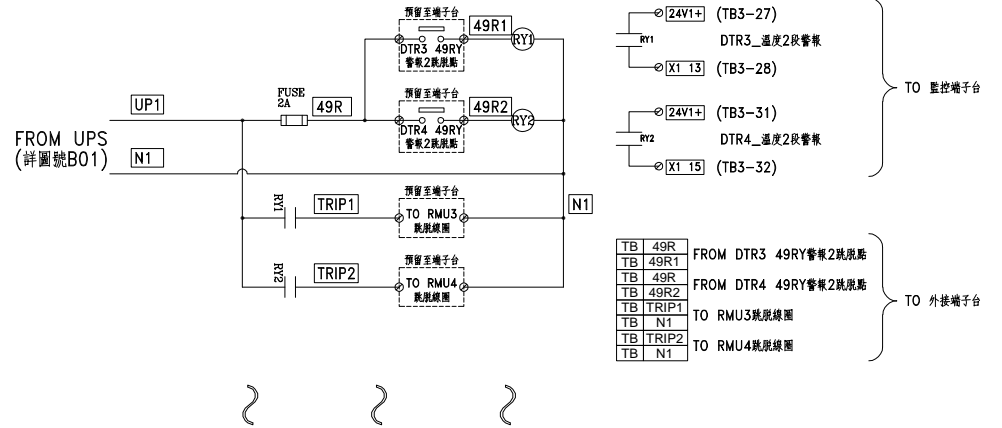 預留至端子台
49R1
RY1
DTR3 49RY
警報2跳脫點
FUSE
2A
UP1
49R
預留至端子台
49R2
RY2
DTR4 49RY
警報2跳脫點
FROM UPS
(詳圖號B01)
N1
預留至端子台
RY1
TRIP1
TO RMU3
跳脫線圈
N1
預留至端子台
RY2
TRIP2
TO RMU4
跳脫線圈
24V1+ (TB3-27)
RY1
DTR3_溫度2段警報
X1 13 (TB3-28)
TO 監控端子台
24V1+ (TB3-31)
RY2
DTR4_溫度2段警報
X1 15 (TB3-32)
TB 49R
TB 49R1
FROM DTR3 49RY警報2跳脫點
TB 49R
TB 49R2
FROM DTR4 49RY警報2跳脫點
TB TRIP1
TB N1
TO RMU3跳脫線圈
TB TRIP2
TB N1
TO RMU4跳脫線圈
TO 外接端子台